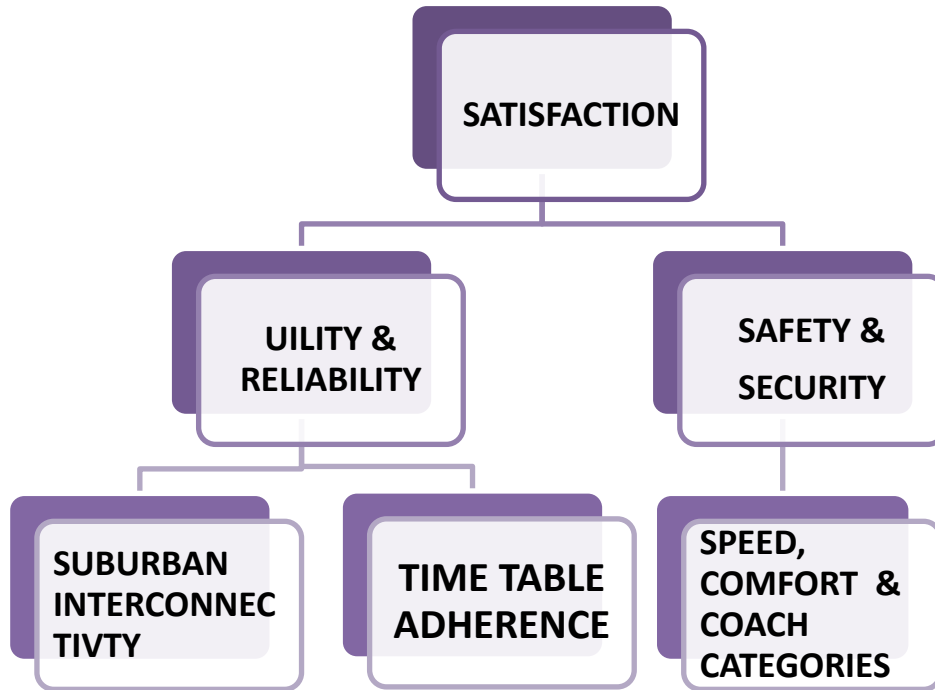 SATISFACTION
UILITY &
RELIABILITY
SAFETY &
SECURITY
SUBURBAN
INTERCONNEC
TIVTY
TIME TABLE
ADHERENCE
SPEED,
COMFORT &
COACH
CATEGORIES